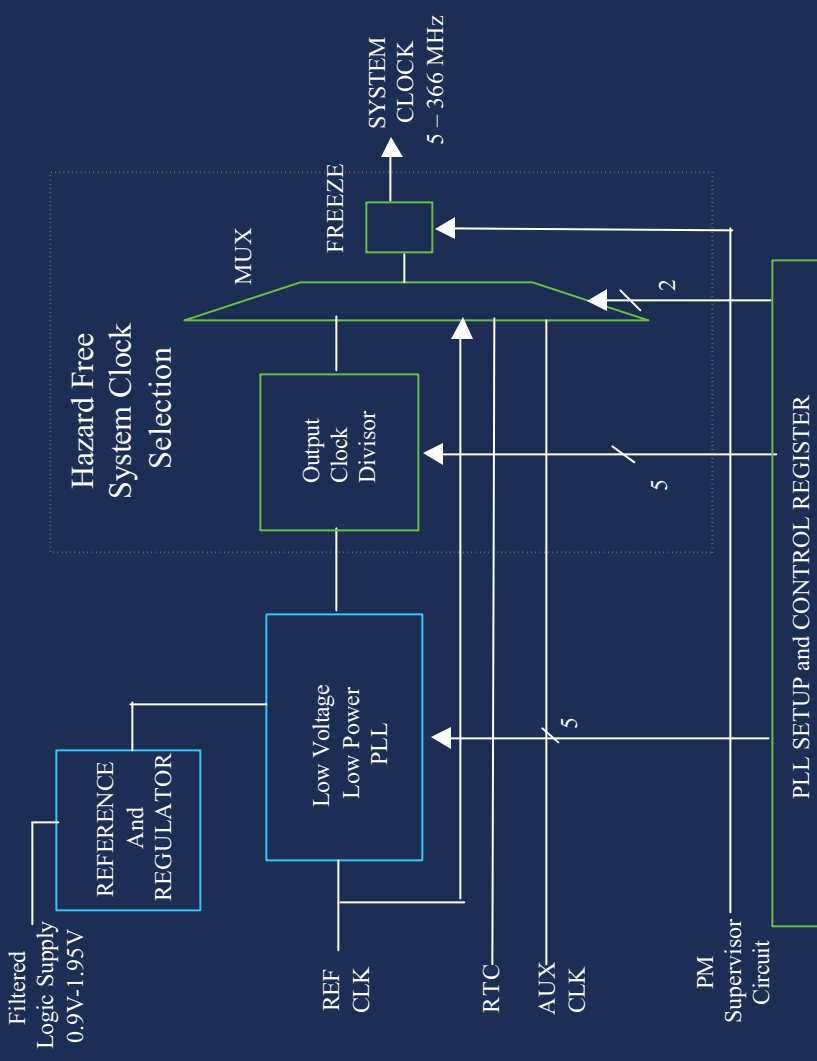 Hazard Free
System Clock
Selection
MUX
FREEZE
SYSTEM
CLOCK
5 – 366 MHz
Filtered
Logic Supply
0.9V-1.95V
REFERENCE
And
REGULATOR
Low Voltage
Low Power
PLL
Output
Clock
Divisor
REF
CLK
RTC
AUX
CLK
5
5
2
PM
Supervisor
Circuit
PLL SETUP and CONTROL REGISTER